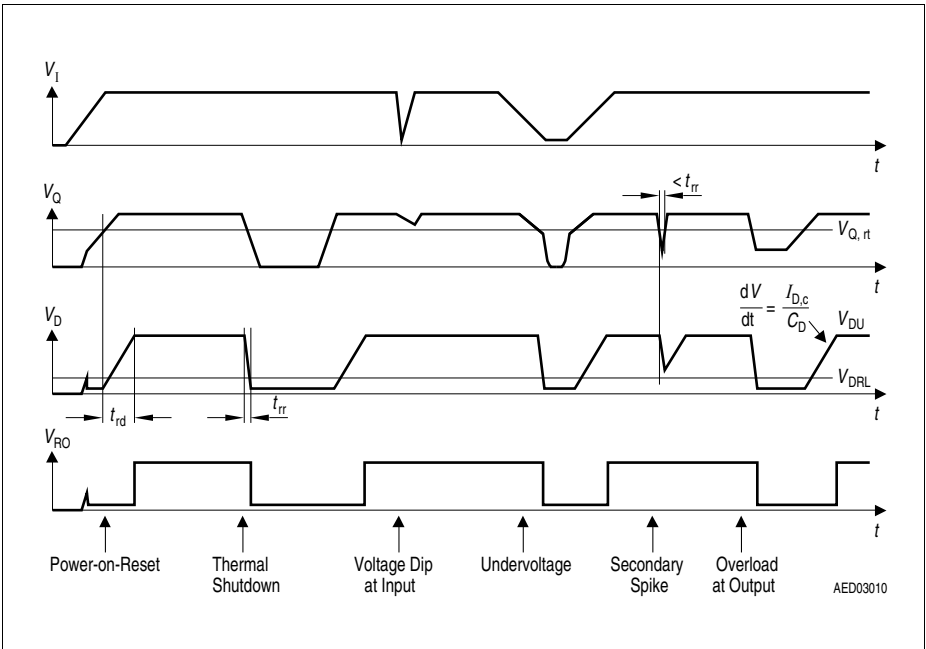 V_I
t
V_Q
< t_rr
V_Q, rt
t
V_D
dV/dt = I_D,c/C_D
V_DU
V_DRL
t_rd
t_rr
t
V_RO
t
Power-on-Reset
Thermal
Shutdown
Voltage Dip
at Input
Undervoltage
Secondary
Spike
Overload
at Output
AED03010